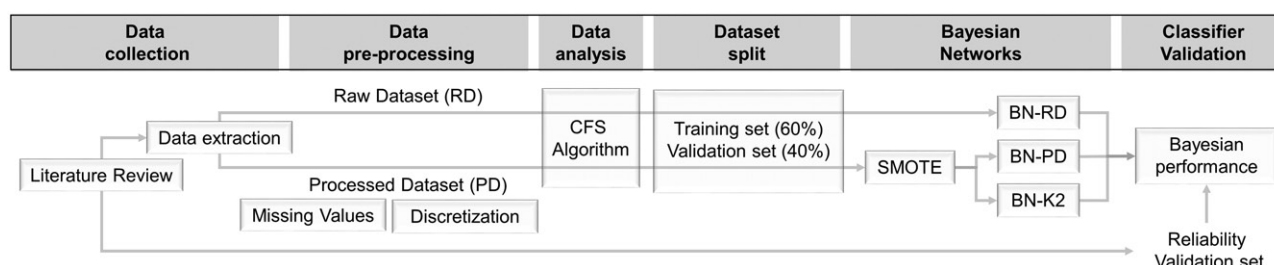 Data
collection
Data
pre-processing
Data
analysis
Dataset
split
Bayesian
Networks
Classifier
Validation
Raw Dataset (RD)
Data extraction
Literature Review
Processed Dataset (PD)
Missing Values
Discretization
CFS
Algorithm
Training set (60%)
Validation set (40%)
SMOTE
BN-RD
BN-PD
BN-K2
Bayesian
performance
Reliability
Validation set